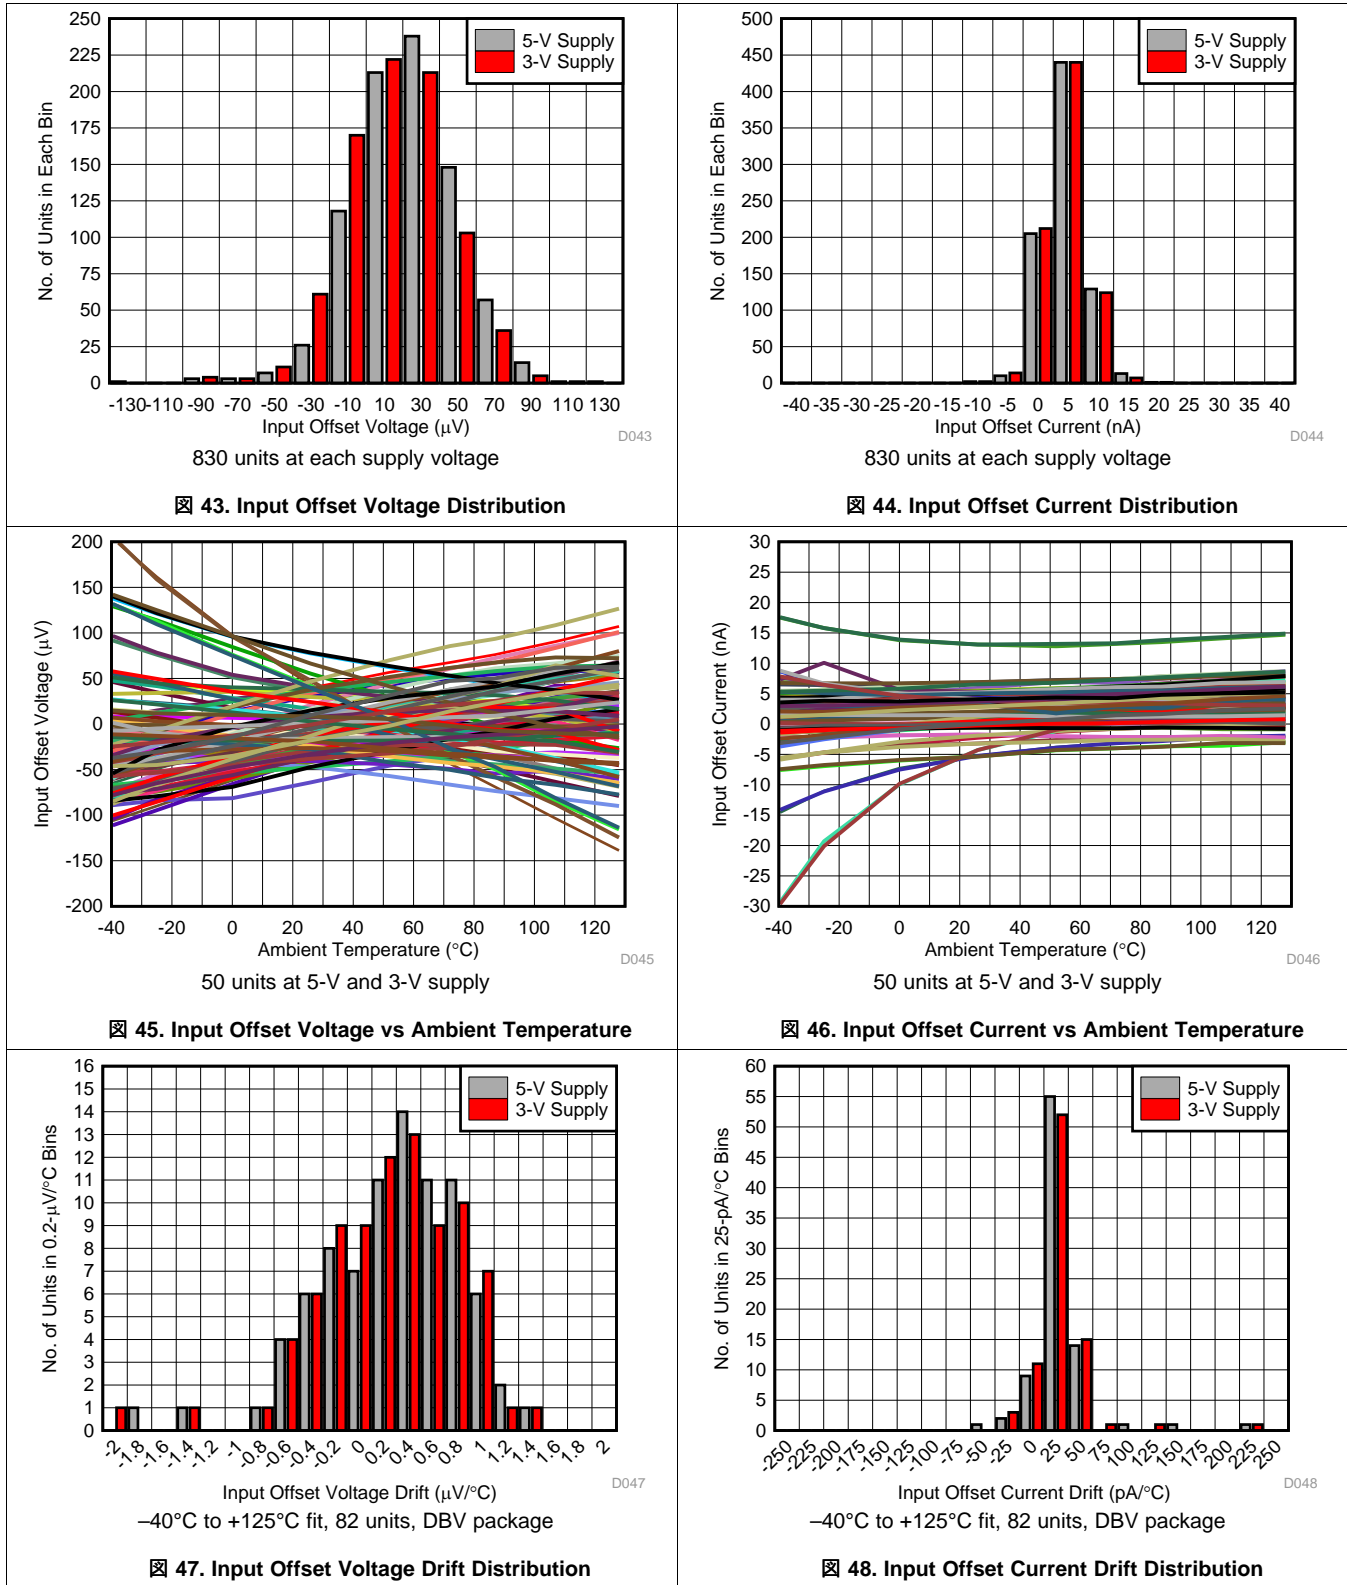 250
225
200
175
150
125
100
75
50
25
0
No. of Units in Each Bin
5-V Supply
3-V Supply
-130 -110 -90 -70 -50 -30 -10 10 30 50 70 90 110 130
Input Offset Voltage (μV)
D043
830 units at each supply voltage
図 43. Input Offset Voltage Distribution
500
450
400
350
300
250
200
150
100
50
0
No. of Units in Each Bin
5-V Supply
3-V Supply
-40 -35 -30 -25 -20 -15 -10 -5 0 5 10 15 20 25 30 35 40
Input Offset Current (nA)
D044
830 units at each supply voltage
図 44. Input Offset Current Distribution
200
150
100
50
0
-50
-100
-150
-200
Input Offset Voltage (μV)
-40 -20 0 20 40 60 80 100 120
Ambient Temperature (°C)
D045
50 units at 5-V and 3-V supply
図 45. Input Offset Voltage vs Ambient Temperature
30
25
20
15
10
5
0
-5
-10
-15
-20
-25
-30
Input Offset Current (nA)
-40 -20 0 20 40 60 80 100 120
Ambient Temperature (°C)
D046
50 units at 5-V and 3-V supply
図 46. Input Offset Current vs Ambient Temperature
16
15
14
13
12
11
10
9
8
7
6
5
4
3
2
1
0
No. of Units in 0.2-μV/°C Bins
5-V Supply
3-V Supply
-2 -1.8 -1.6 -1.4 -1.2 -1 -0.8 -0.6 -0.4 -0.2 0 0.2 0.4 0.6 0.8 1 1.2 1.4 1.6 1.8 2
Input Offset Voltage Drift (μV/°C)
D047
–40°C to +125°C fit, 82 units, DBV package
図 47. Input Offset Voltage Drift Distribution
60
55
50
45
40
35
30
25
20
15
10
5
0
No. of Units in 25-pA/°C Bins
5-V Supply
3-V Supply
-250 -225 -200 -175 -150 -125 -100 -75 -50 -25 0 25 50 75 100 125 150 175 200 225 250
Input Offset Current Drift (pA/°C)
D048
–40°C to +125°C fit, 82 units, DBV package
図 48. Input Offset Current Drift Distribution